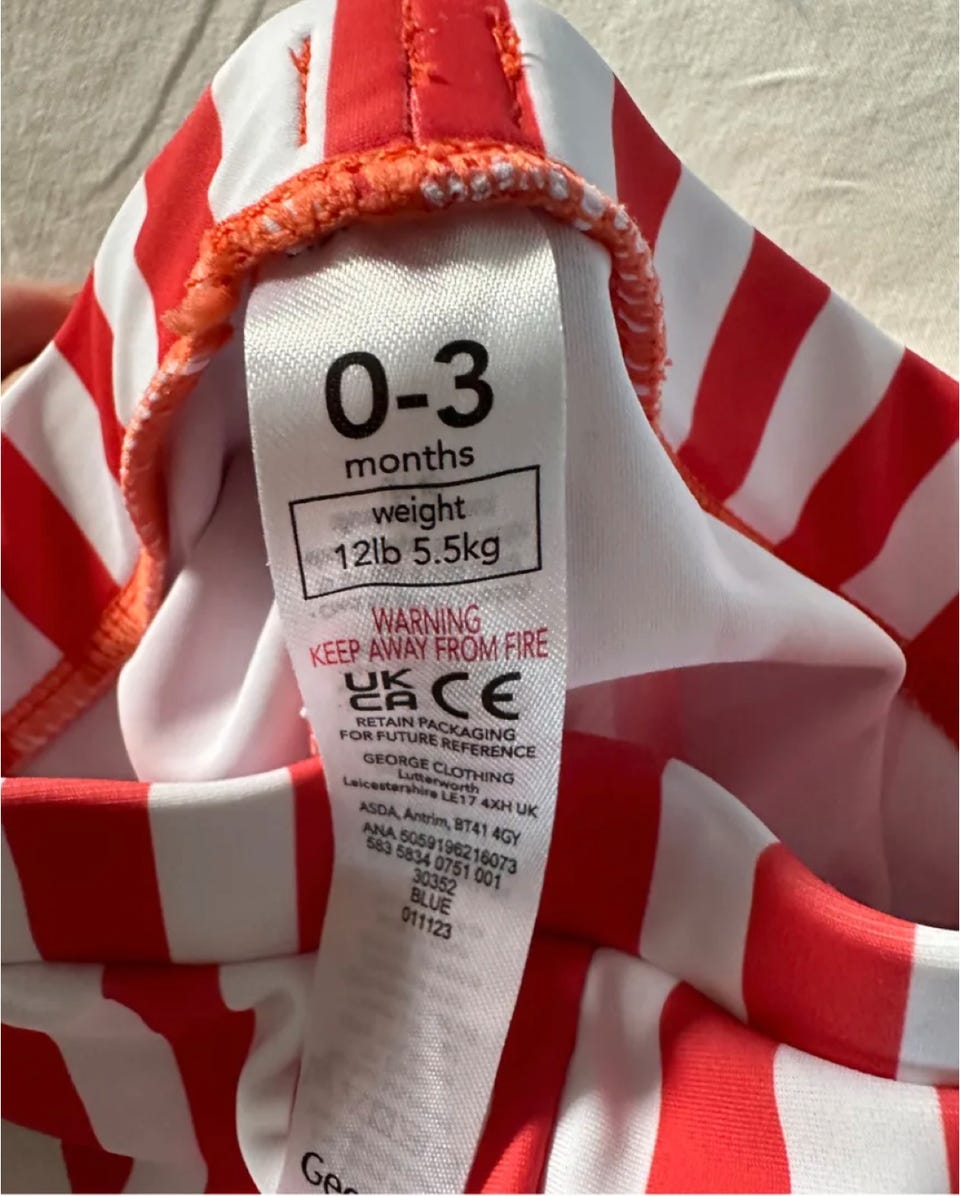 0-3
months
weight
12lb 5.5kg
WARNING
KEEP AWAY FROM FIRE
UK
CA CE
RETAIN PACKAGING
FOR FUTURE REFERENCE
GEORGE CLOTHING
Lutterworth
Leicestershire LE17 4XH UK
ASDA, Antrim, BT41 4GY
ANA 5059196216073
583 5834 0751 001
30352
BLUE
011123